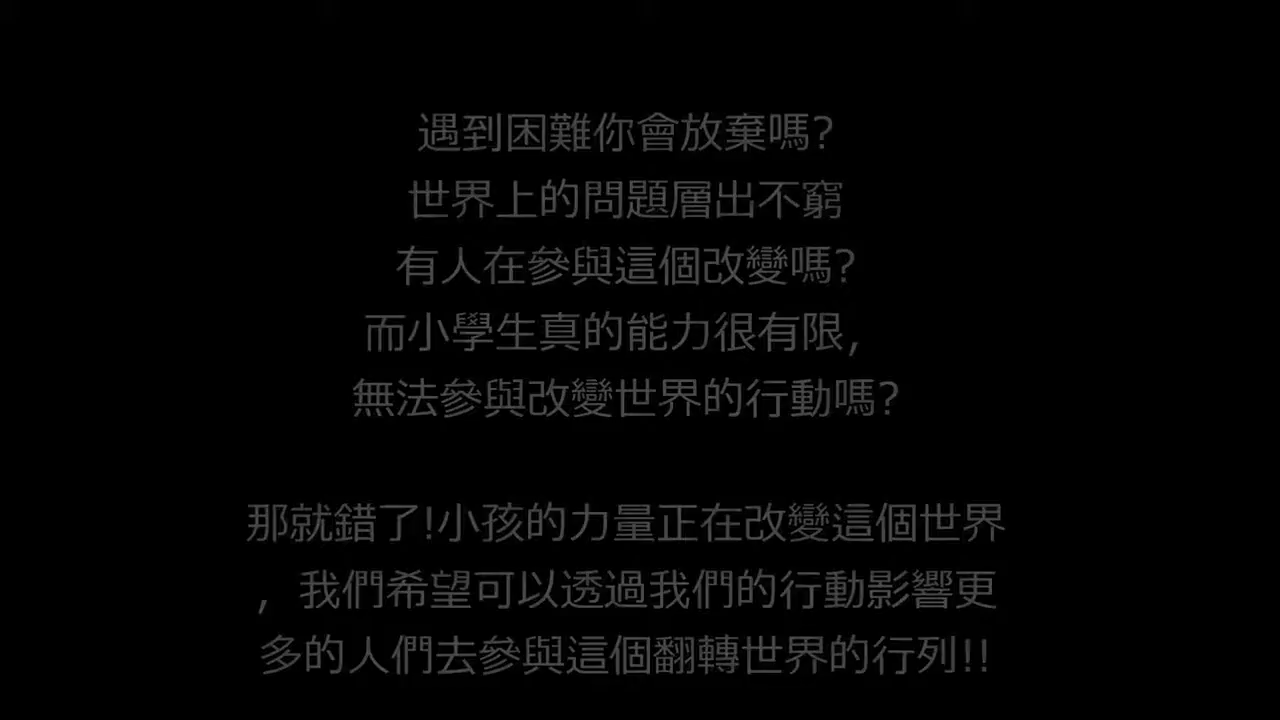 遇到困難你會放棄嗎?
世界上的問題層出不窮
有人在參與這個改變嗎?
而小學生真的能力很有限，
無法參與改變世界的行動嗎?
那就錯了!小孩的力量正在改變這個世界
，我們希望可以透過我們的行動影響更
多的人們去參與這個翻轉世界的行列!!